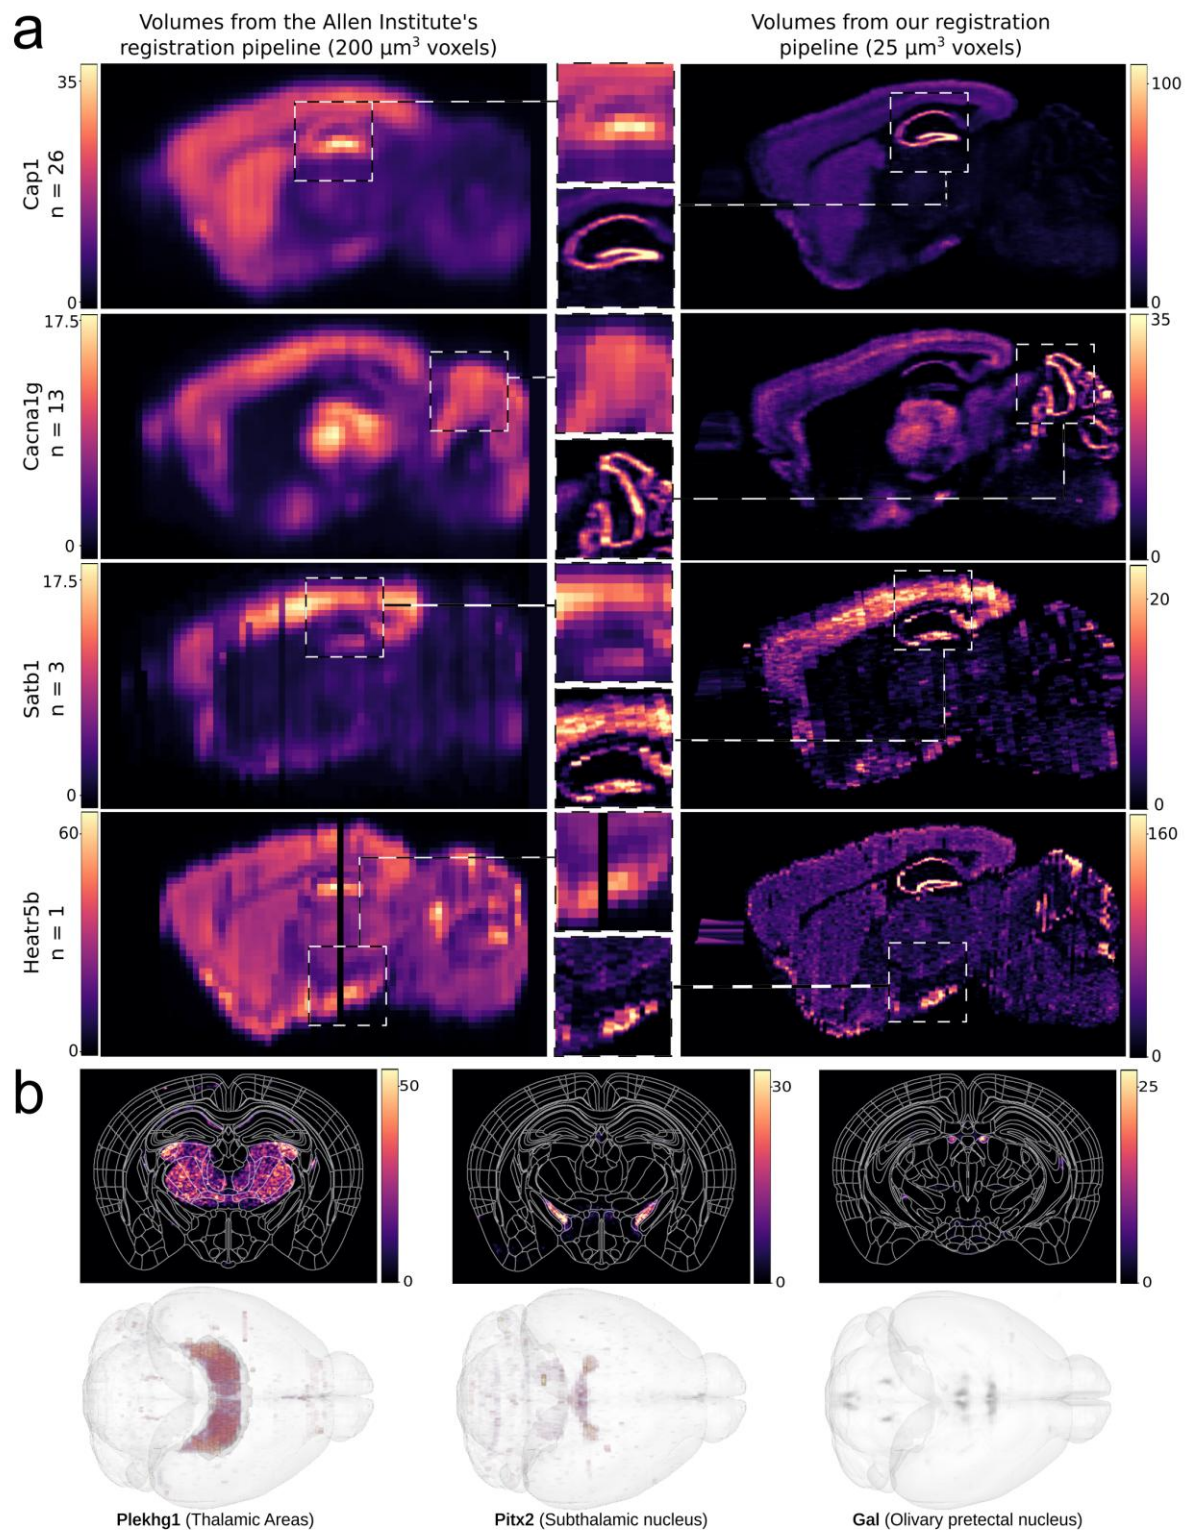 a
Volumes from the Allen Institute's
registration pipeline (200 μm³ voxels)
Volumes from our registration
pipeline (25 μm³ voxels)
35
0
Cap1
n = 26
100
0
17.5
0
Cacna1g
n = 13
35
0
17.5
0
Satb1
n = 3
20
0
60
0
Heatr5b
n = 1
160
0
b
50
0
30
0
25
0
Plekhg1 (Thalamic Areas)
Pitx2 (Subthalamic nucleus)
Gal (Olivary pretectal nucleus)